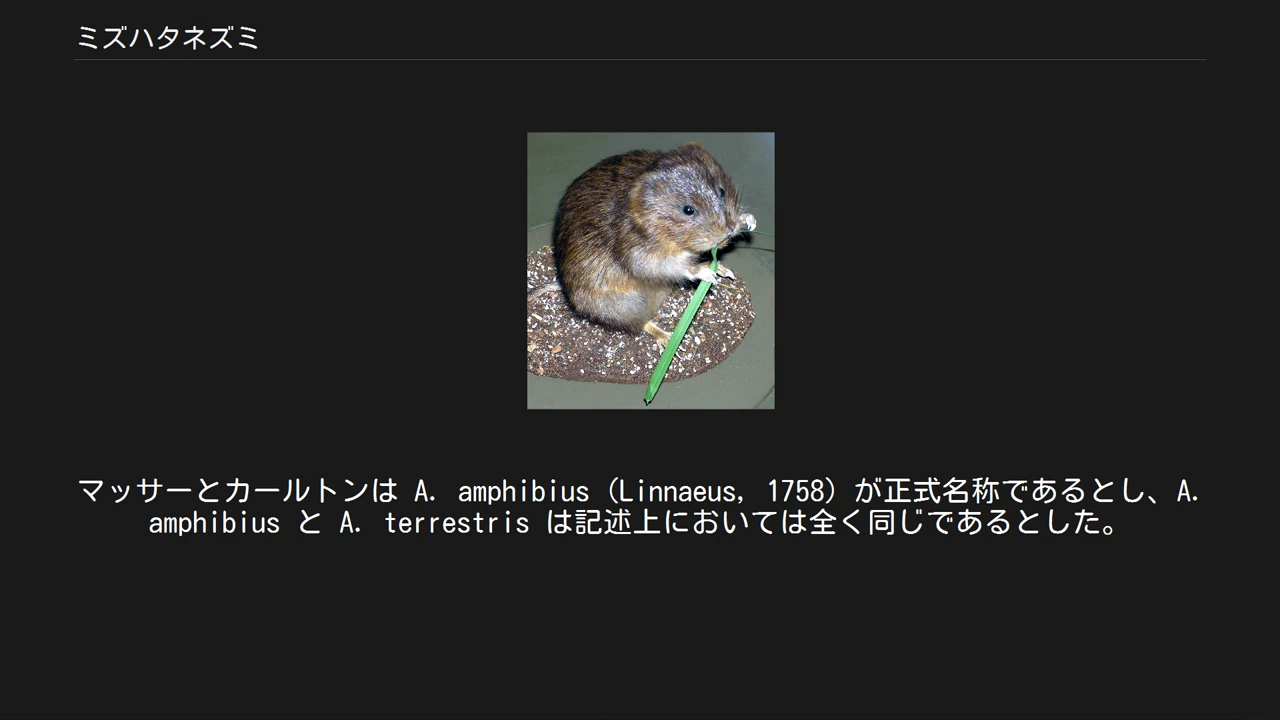 ミズハタネズミ
マッサーとカールトンは A. amphibius (Linnaeus, 1758) が正式名称であるとし、A.
amphibius と A. terrestris は記述上においては全く同じであるとした。